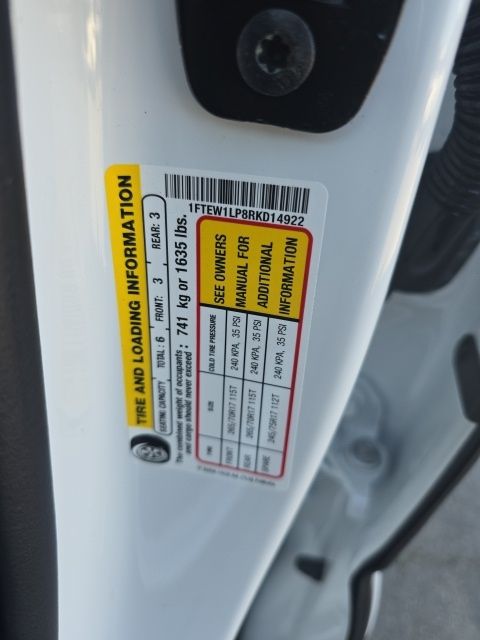 1FTEW1LP8RKD14922
TIRE AND LOADING INFORMATION
SEATING CAPACITY TOTAL: 6 FRONT: 3 REAR: 3
The combined weight of occupants
and cargo should never exceed: 741 kg or 1635 lbs.
TIRE SIZE COLD TIRE PRESSURE
FRONT 265/70R17 115T 240 KPA, 35 PSI
REAR 265/70R17 115T 240 KPA, 35 PSI
SPARE 245/75R17 112T 240 KPA, 35 PSI
SEE OWNERS
MANUAL FOR
ADDITIONAL
INFORMATION